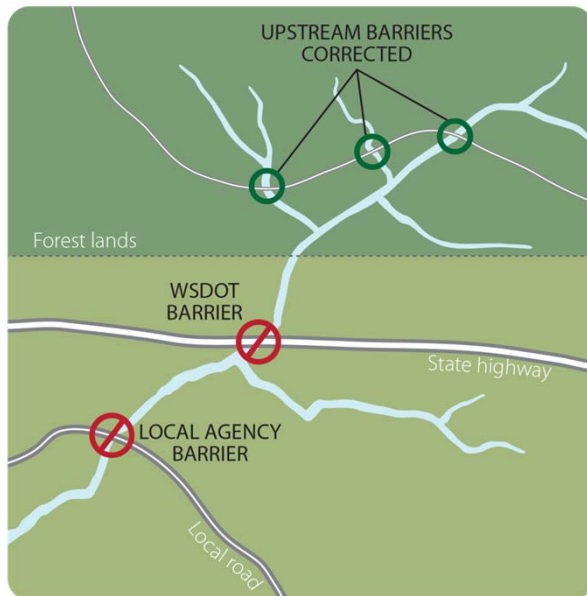 UPSTREAM BARRIERS
CORRECTED
Forest lands
WSDOT
BARRIER
State highway
LOCAL AGENCY
BARRIER
Local road